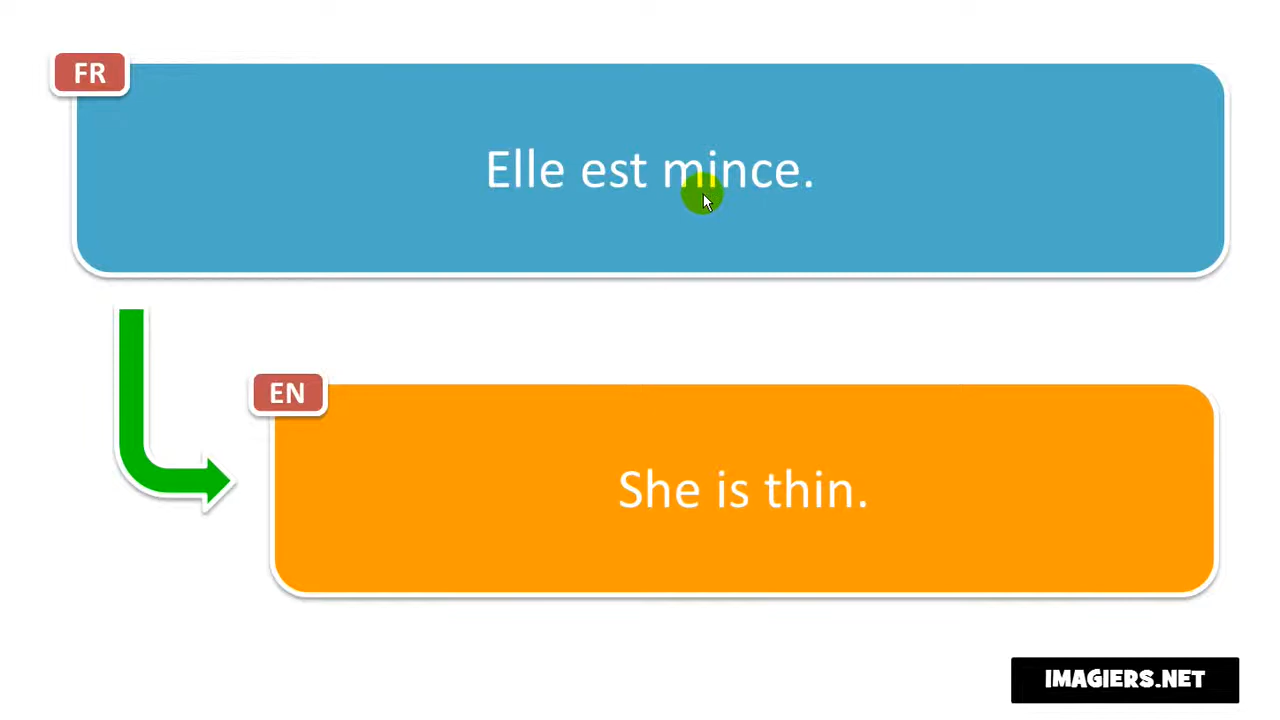 FR
Elle est mince.
EN
She is thin.
IMAGIERS.NET